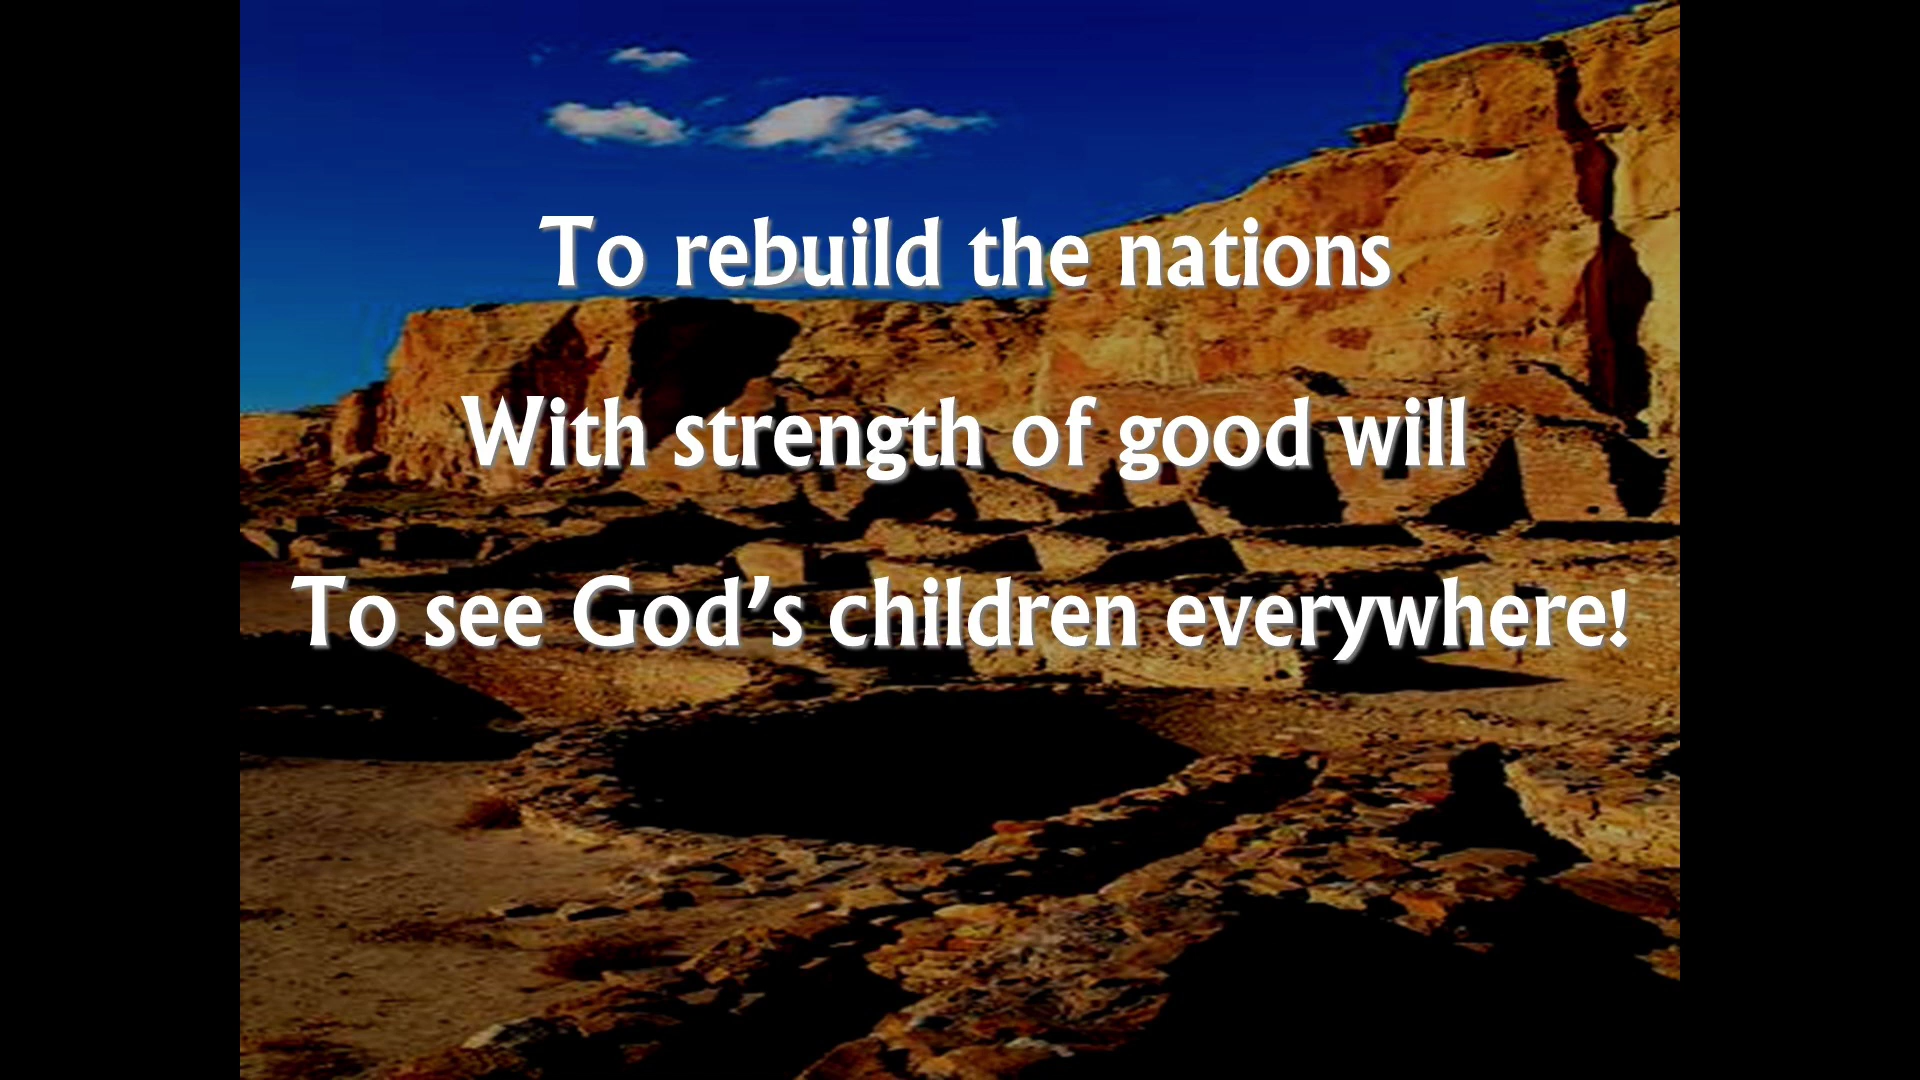 To rebuild the nations
With strength of good will
To see God’s children everywhere!